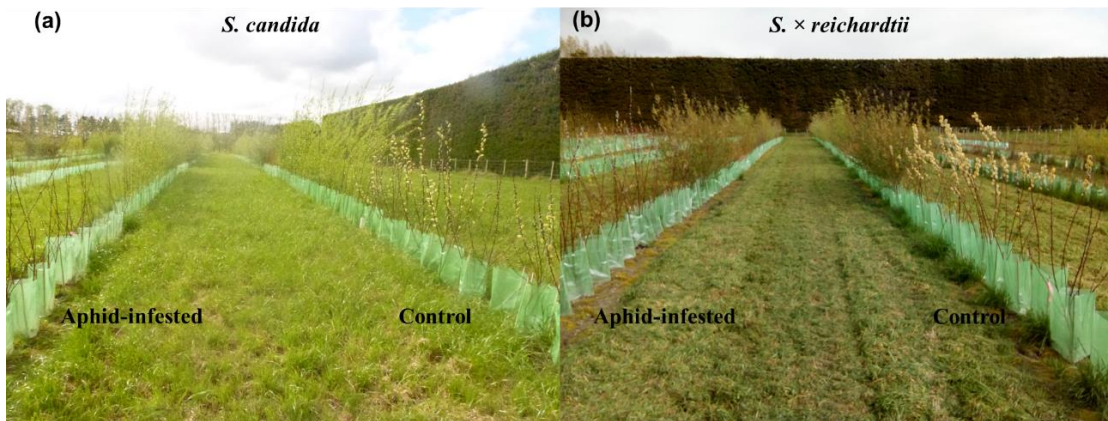 (a)
S. candida
Aphid-infested
Control
(b)
S. × reichardtii
Aphid-infested
Control